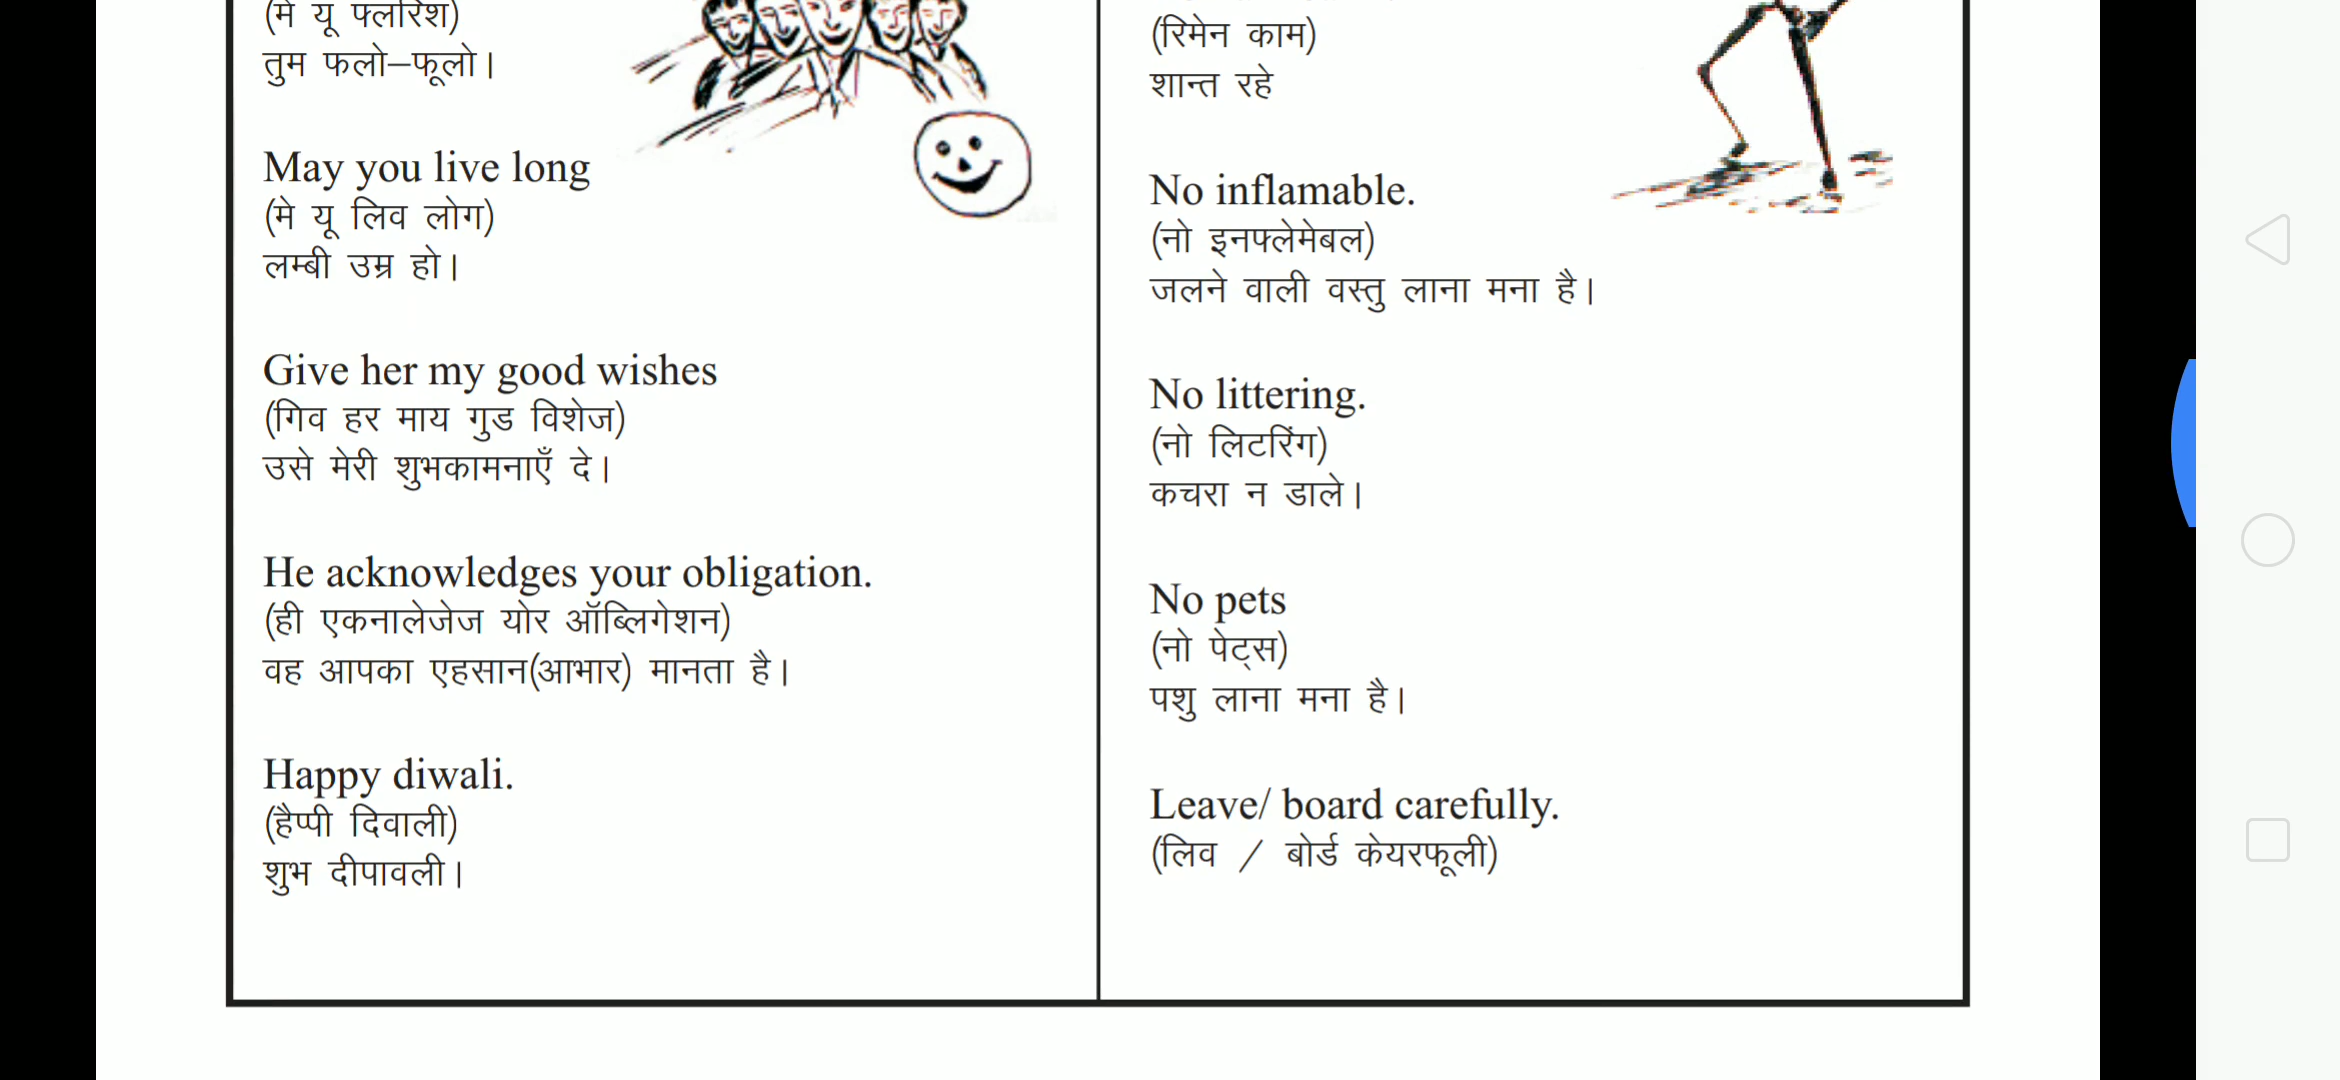 (मे यू फ्लरिश)
तुम फलो–फूलो।
May you live long
(मे यू लिव लोग)
लम्बी उम्र हो।
Give her my good wishes
(गिव हर माय गुड विशेज)
उसे मेरी शुभकामनाएँ दे।
He acknowledges your obligation.
(ही एकनालेजेज योर ऑब्लिगेशन)
वह आपका एहसान(आभार) मानता है।
Happy diwali.
(हैप्पी दिवाली)
शुभ दीपावली।
(रिमेन काम)
शान्त रहे
No inflamable.
(नो इनफ्लेमेबल)
जलने वाली वस्तु लाना मना है।
No littering.
(नो लिटरिंग)
कचरा न डाले।
No pets
(नो पेट्स)
पशु लाना मना है।
Leave/ board carefully.
(लिव / बोर्ड केयरफूली)